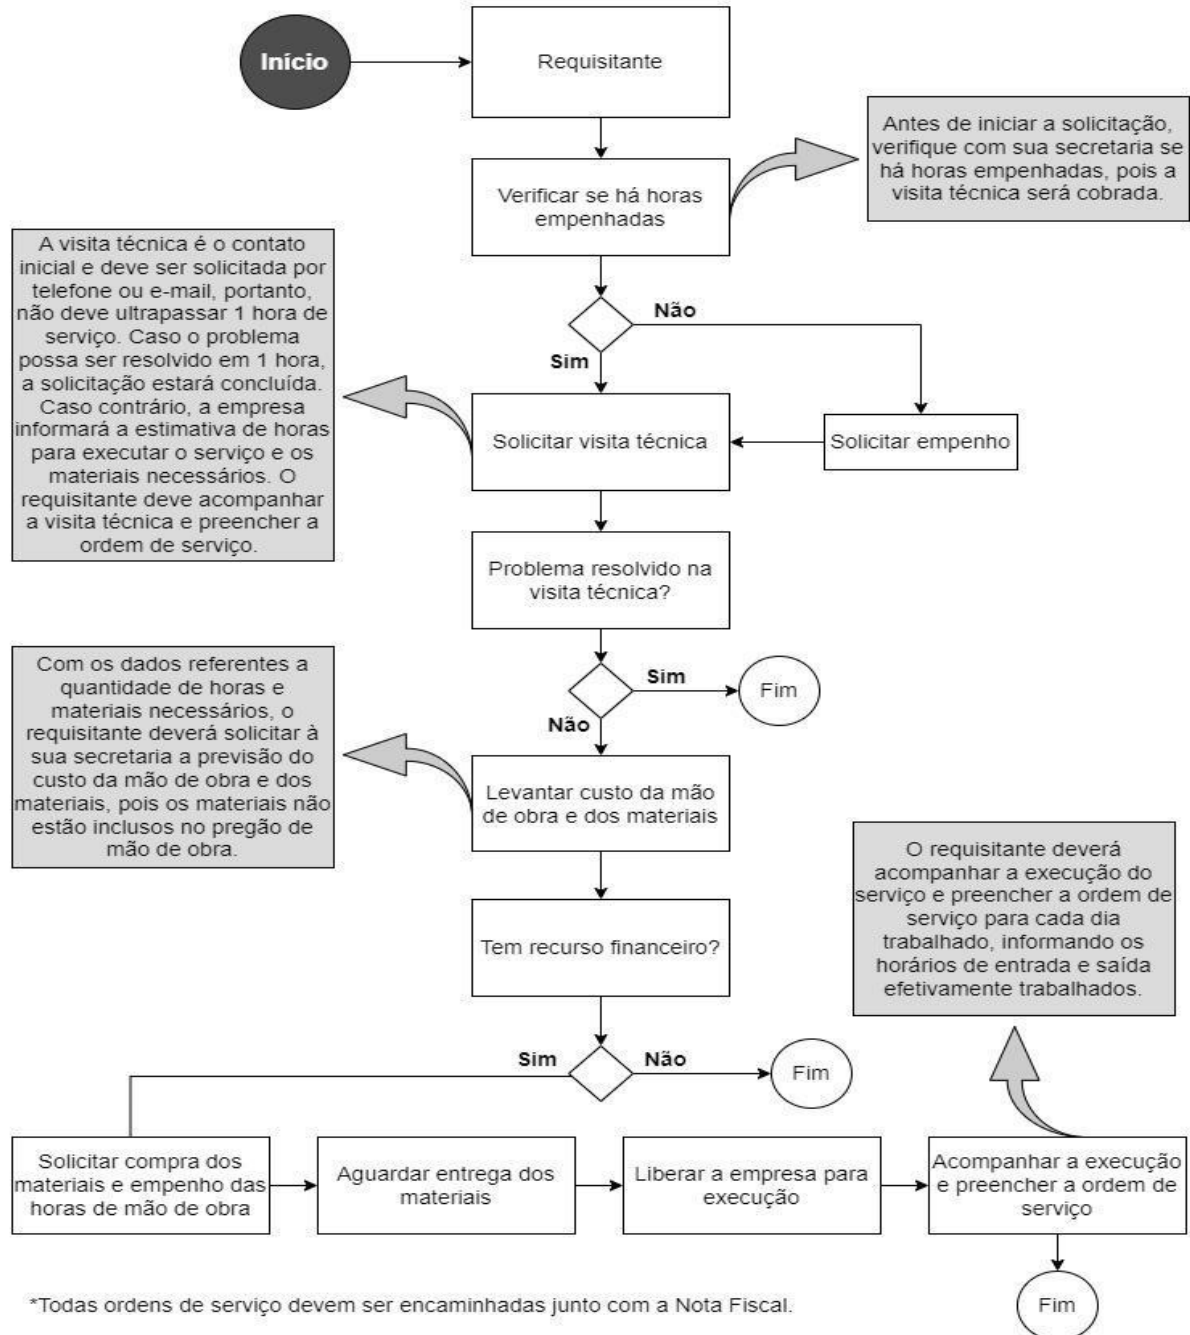 Início
Requisitante
Antes de iniciar a solicitação,
verifique com sua secretaria se
há horas empenhadas, pois a
visita técnica será cobrada.
Verificar se há horas
empenhadas
A visita técnica é o contato
inicial e deve ser solicitada por
telefone ou e-mail, portanto,
não deve ultrapassar 1 hora de
serviço. Caso o problema
possa ser resolvido em 1 hora,
a solicitação estará concluída.
Caso contrário, a empresa
informará a estimativa de horas
para executar o serviço e os
materiais necessários. O
requisitante deve acompanhar
a visita técnica e preencher a
ordem de serviço.
Não
Sim
Solicitar visita técnica
Solicitar empenho
Problema resolvido na
visita técnica?
Sim
Fim
Não
Com os dados referentes a
quantidade de horas e
materiais necessários, o
requisitante deverá solicitar à
sua secretaria a previsão do
custo da mão de obra e dos
materiais, pois os materiais não
estão inclusos no pregão de
mão de obra.
Levantar custo da mão
de obra e dos materiais
Tem recurso financeiro?
O requisitante deverá
acompanhar a execução do
serviço e preencher a ordem de
serviço para cada dia
trabalhado, informando os
horários de entrada e saída
efetivamente trabalhados.
Sim
Não
Fim
Solicitar compra dos
materiais e empenho das
horas de mão de obra
Aguardar entrega dos
materiais
Liberar a empresa para
execução
Acompanhar a execução
e preencher a ordem de
serviço
Fim
*Todas ordens de serviço devem ser encaminhadas junto com a Nota Fiscal.